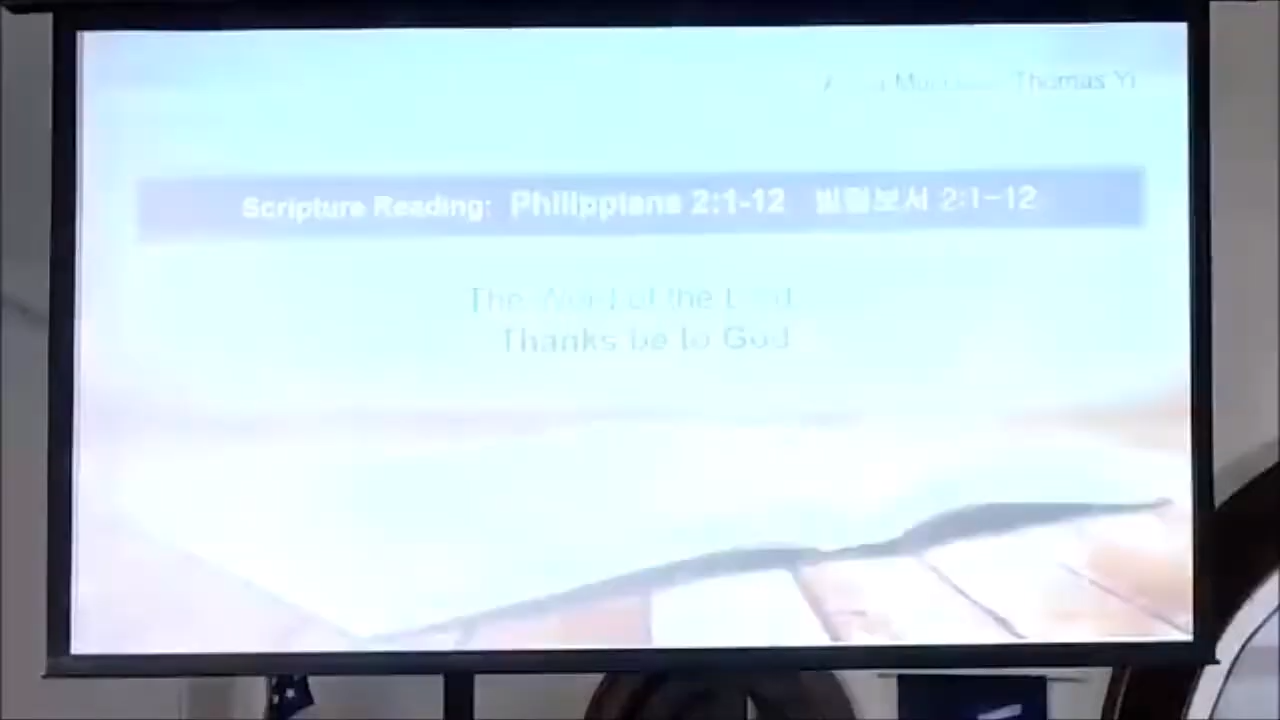 Thomas Yi
Scripture Reading: Philippians 2:1-12 빌립보서 2:1-12
The Word of the Lord
Thanks be to God